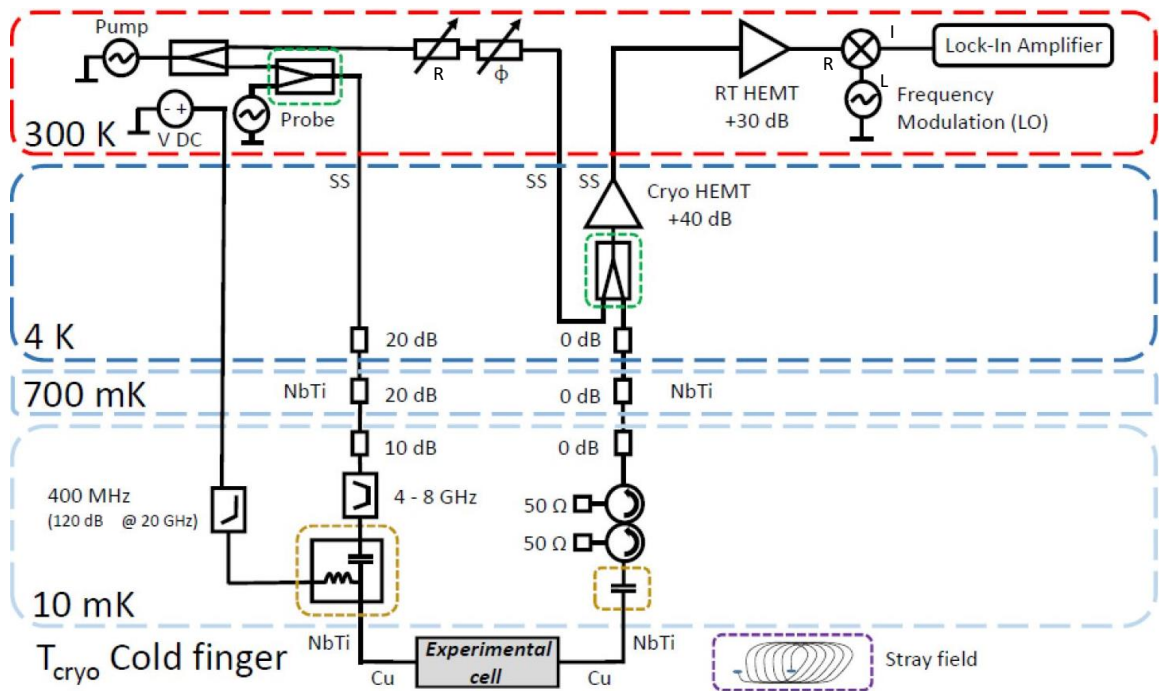 Pump
R
ϕ
R
I
Lock-In Amplifier
L
RT HEMT
+30 dB
Frequency
Modulation (LO)
- +
V DC
Probe
300 K
SS
SS
SS
Cryo HEMT
+40 dB
4 K
20 dB
0 dB
700 mK
NbTi
20 dB
0 dB
NbTi
10 dB
0 dB
400 MHz
(120 dB @ 20 GHz)
4 - 8 GHz
50 Ω
50 Ω
10 mK
NbTi
NbTi
Tcryo Cold finger
Cu
Experimental
cell
Cu
Stray field